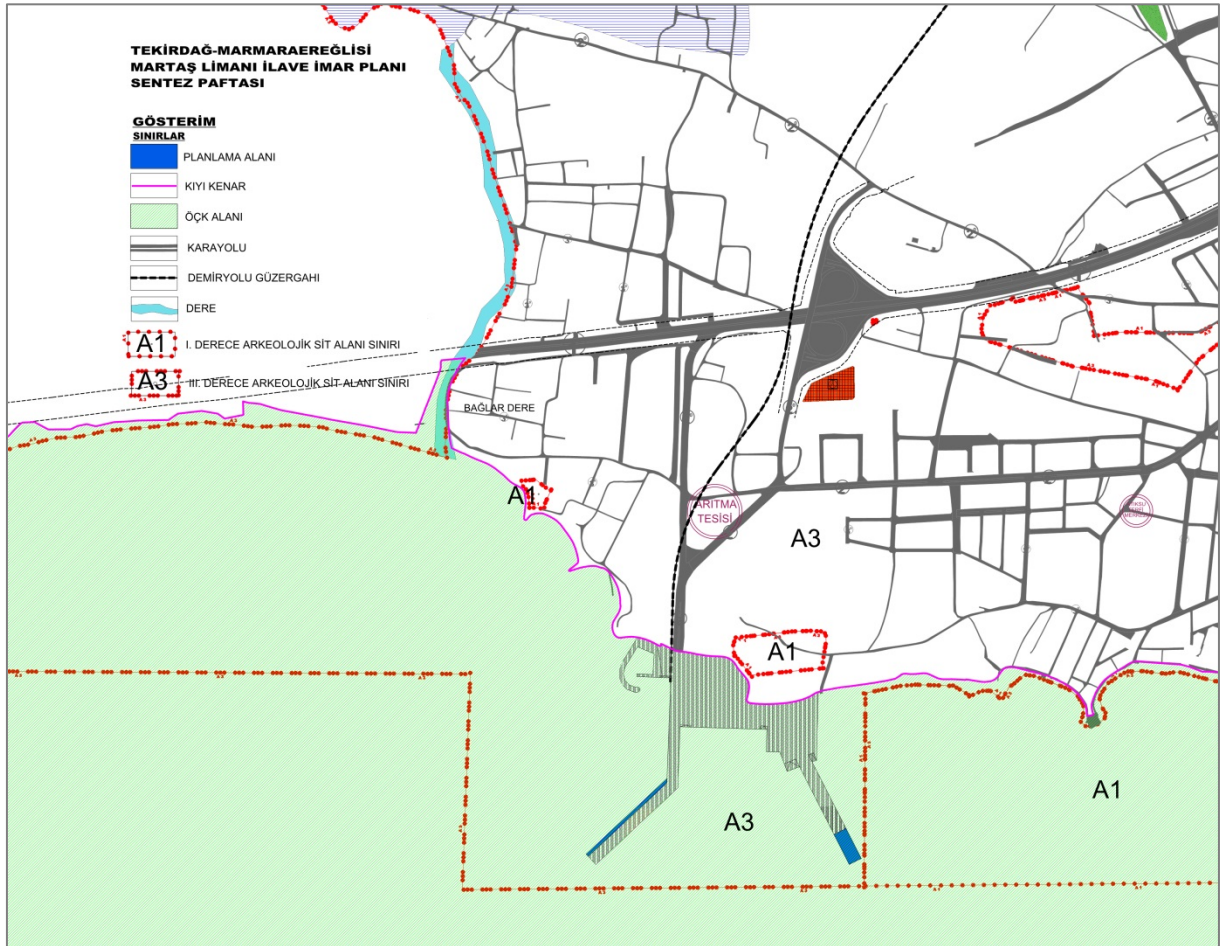 TEKİRDAĞ-MARMARAEREĞLİSİ
MARTAŞ LİMANI İLAVE İMAR PLANI
SENTEZ PAFTASI
GÖSTERİM
SINIRLAR
PLANLAMA ALANI
KIYI KENAR
ÖÇK ALANI
KARAYOLU
DEMİRYOLU GÜZERGAHI
DERE
A1 I. DERECE ARKEOLOJİK SİT ALANI SINIRI
A3 III. DERECE ARKEOLOJİK SİT ALANI SINIRI
BAĞLAR DERE
A1
ARITMA
TESİSİ
A3
A1
A1
A3